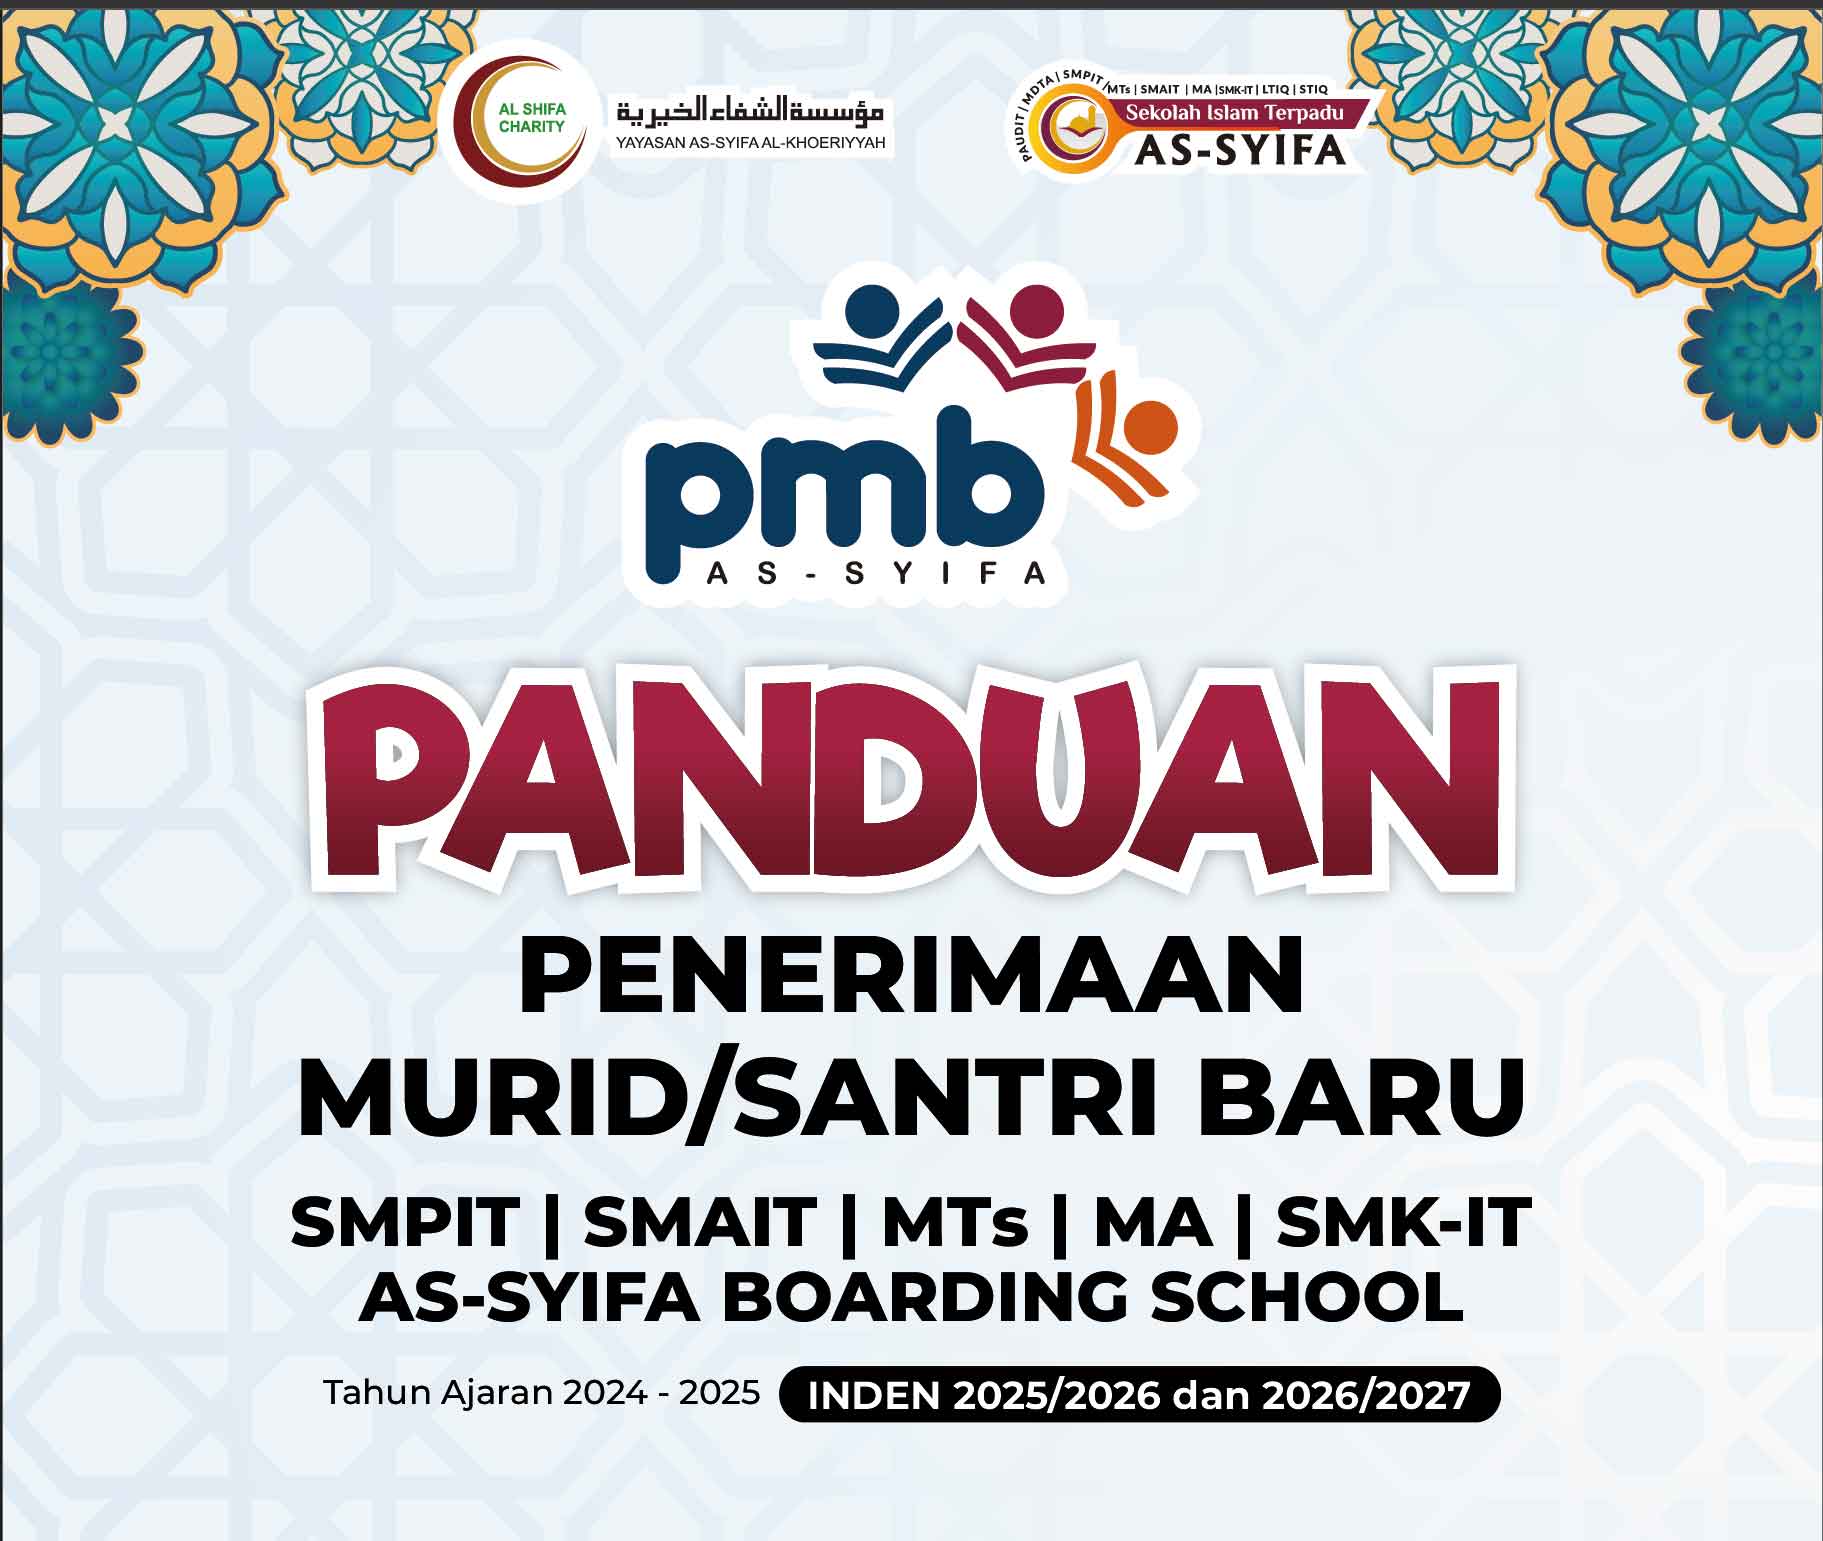 AL SHIFA
CHARITY
مؤسسة الشفاء الخيرية
YAYASAN AS-SYIFA AL-KHOERIYYAH
PAUDIT | MDTA | SMPIT/MTs | SMAIT | MA |SMK-IT| LTIQ | STIQ
Sekolah Islam Terpadu
AS-SYIFA
pmb
AS-SYIFA
PANDUAN
PENERIMAAN
MURID/SANTRI BARU
SMPIT | SMAIT | MTs | MA | SMK-IT
AS-SYIFA BOARDING SCHOOL
Tahun Ajaran 2024 - 2025 INDEN 2025/2026 dan 2026/2027